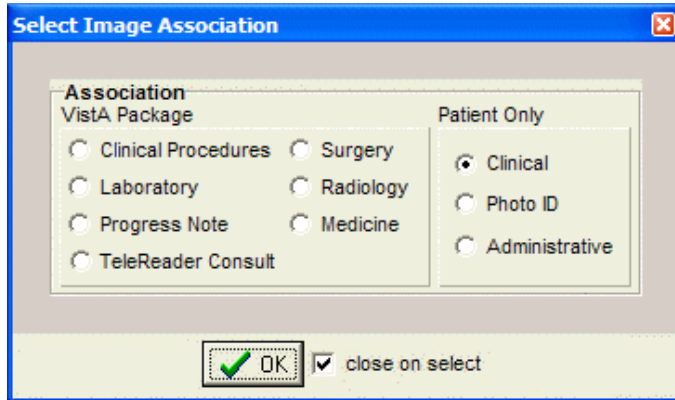 Select Image Association
Association
VistA Package
Patient Only
Clinical Procedures
Surgery
Laboratory
Radiology
Progress Note
Medicine
TeleReader Consult
Clinical
Photo ID
Administrative
OK
close on select